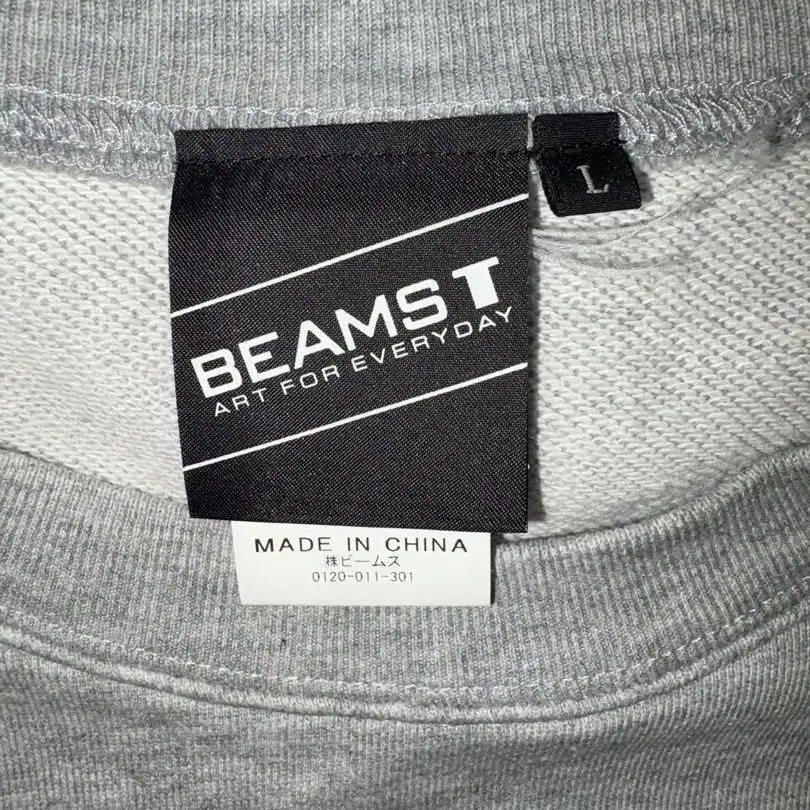 L
BEAMS T
ART FOR EVERYDAY
MADE IN CHINA
㈱ビームス
0120-011-301